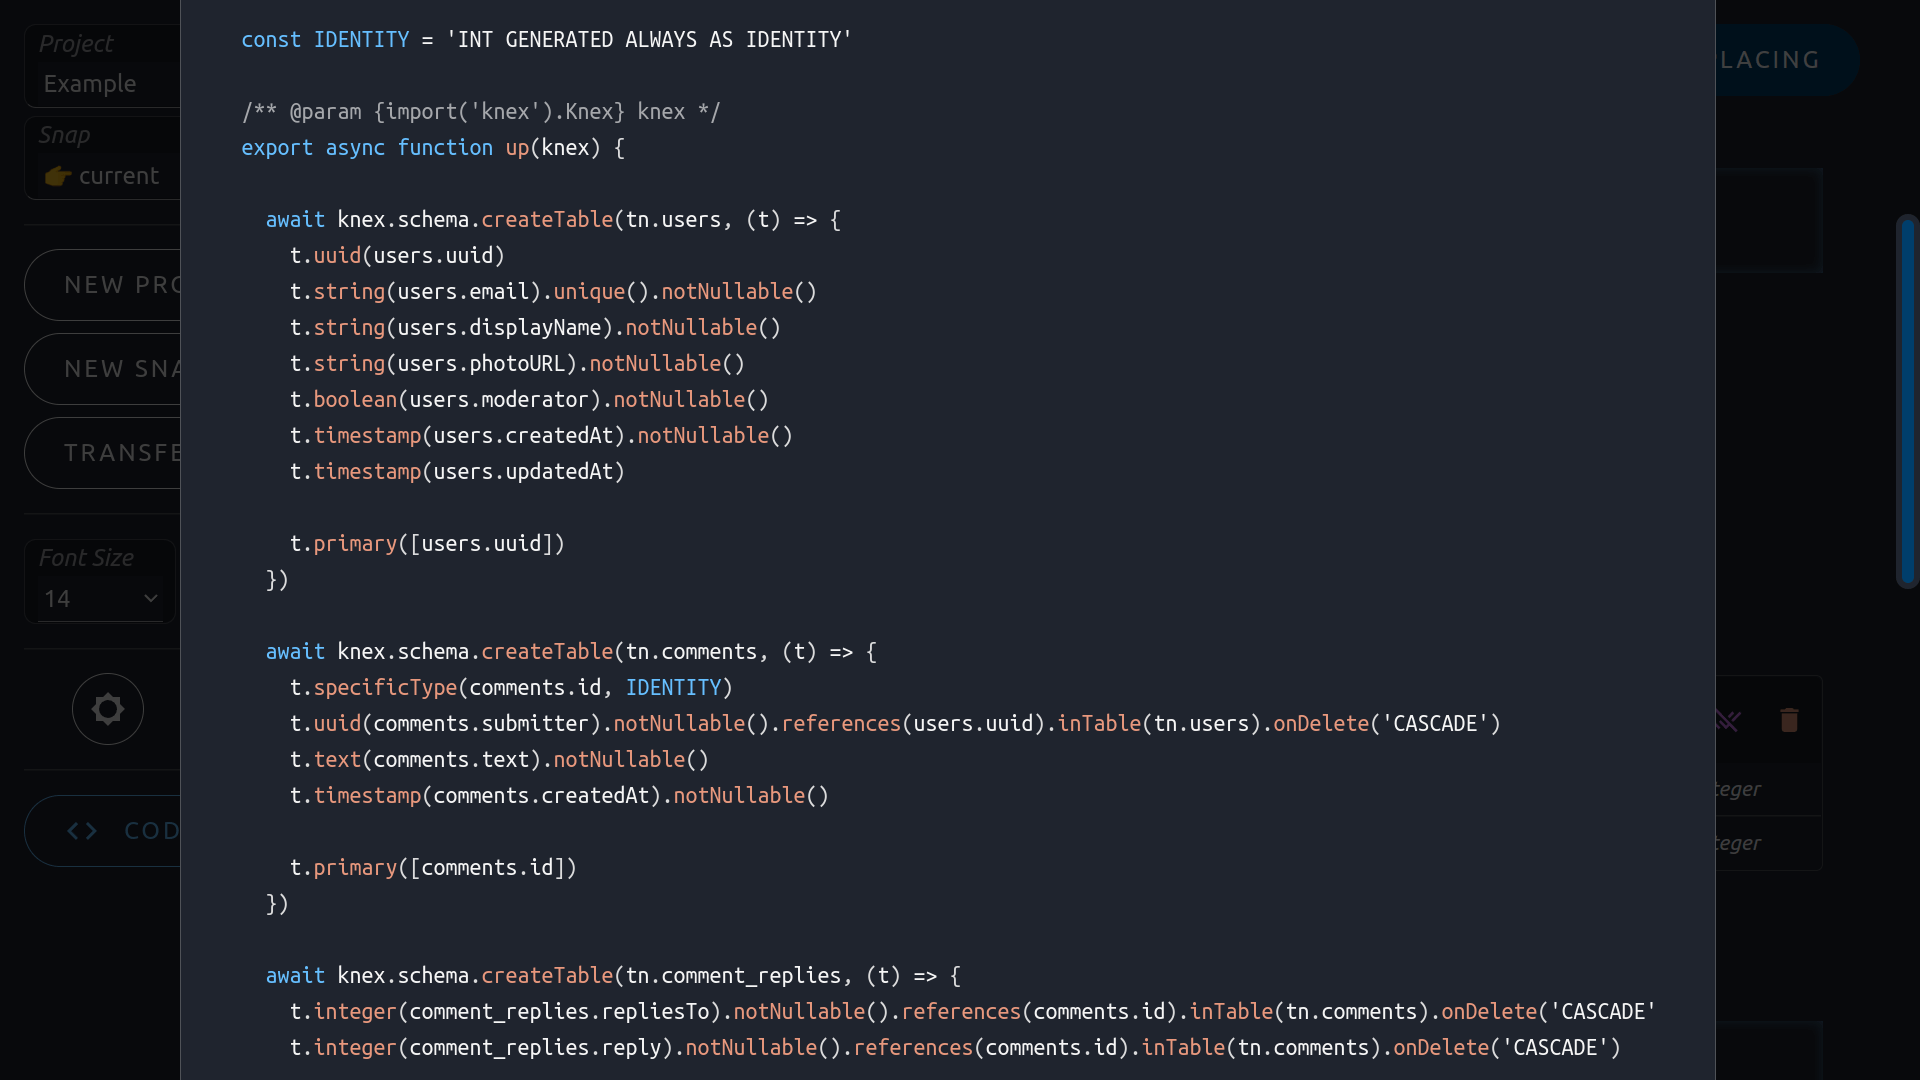 Project
Example
Snap
👉 current
NEW PRO
NEW SNA
TRANSFE
Font Size
14
<> COD
const IDENTITY = 'INT GENERATED ALWAYS AS IDENTITY'
/** @param {import('knex').Knex} knex */
export async function up(knex) {
await knex.schema.createTable(tn.users, (t) => {
t.uuid(users.uuid)
t.string(users.email).unique().notNullable()
t.string(users.displayName).notNullable()
t.string(users.photoURL).notNullable()
t.boolean(users.moderator).notNullable()
t.timestamp(users.createdAt).notNullable()
t.timestamp(users.updatedAt)
t.primary([users.uuid])
})
await knex.schema.createTable(tn.comments, (t) => {
t.specificType(comments.id, IDENTITY)
t.uuid(comments.submitter).notNullable().references(users.uuid).inTable(tn.users).onDelete('CASCADE')
t.text(comments.text).notNullable()
t.timestamp(comments.createdAt).notNullable()
t.primary([comments.id])
})
await knex.schema.createTable(tn.comment_replies, (t) => {
t.integer(comment_replies.repliesTo).notNullable().references(comments.id).inTable(tn.comments).onDelete('CASCADE'
t.integer(comment_replies.reply).notNullable().references(comments.id).inTable(tn.comments).onDelete('CASCADE')
LACING
teger
teger